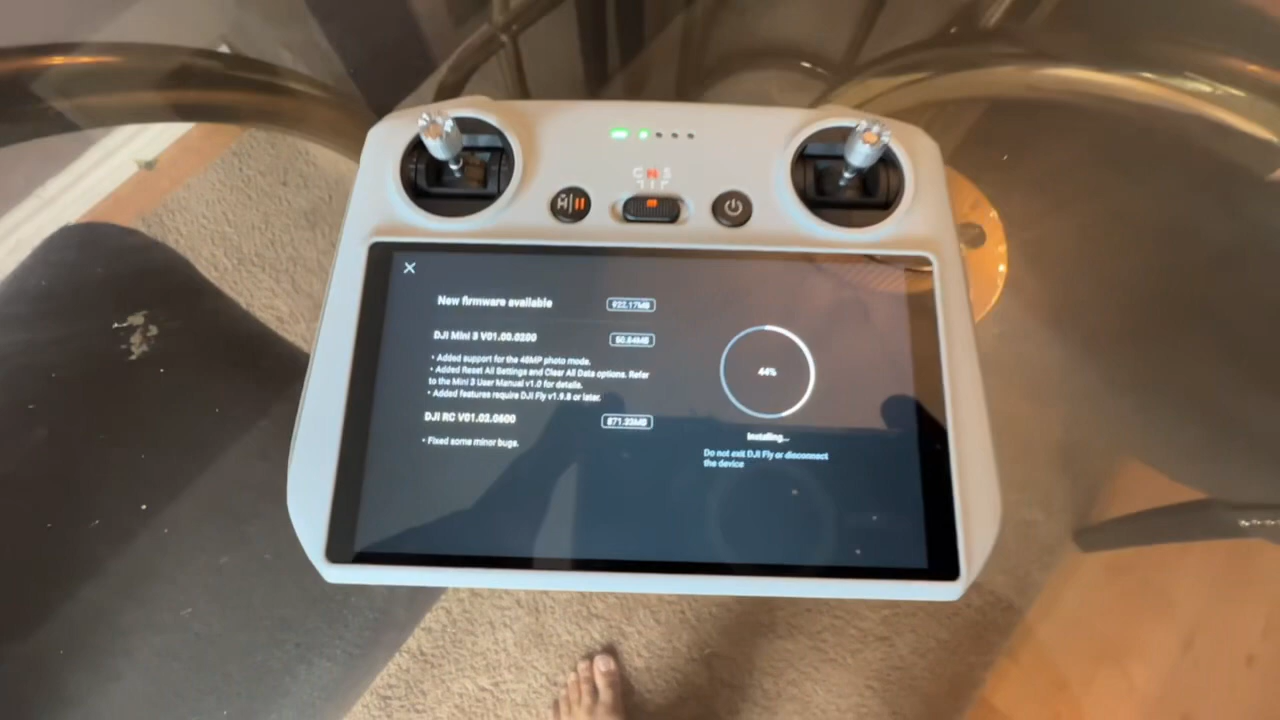 C N S
A
×
New firmware available 922.17MB
DJI Mini 3 V01.00.0200 50.84MB
• Added support for the 48MP photo mode.
• Added Reset All Settings and Clear All Data options. Refer
to the Mini 3 User Manual v1.0 for details.
• Added features require DJI Fly v1.9.8 or later.
DJI RC V01.02.0600 871.33MB
• Fixed some minor bugs.
44%
Installing...
Do not exit DJI Fly or disconnect
the device